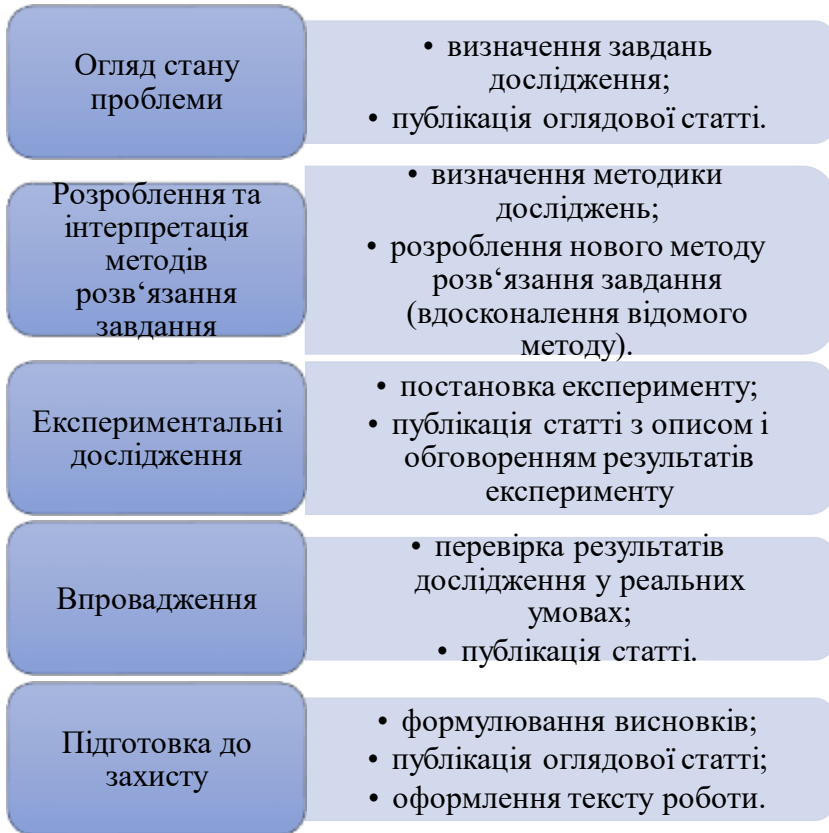 Огляд стану
проблеми
• визначення завдань
дослідження;
• публікація оглядової статті.
Розроблення та
інтерпретація
методів
розв‘язання
завдання
• визначення методики
досліджень;
• розроблення нового методу
розв‘язання завдання
(вдосконалення відомого
методу).
Експериментальні
дослідження
• постановка експерименту;
• публікація статті з описом і
обговоренням результатів
експерименту
Впровадження
• перевірка результатів
дослідження у реальних
умовах;
• публікація статті.
Підготовка до
захисту
• формулювання висновків;
• публікація оглядової статті;
• оформлення тексту роботи.